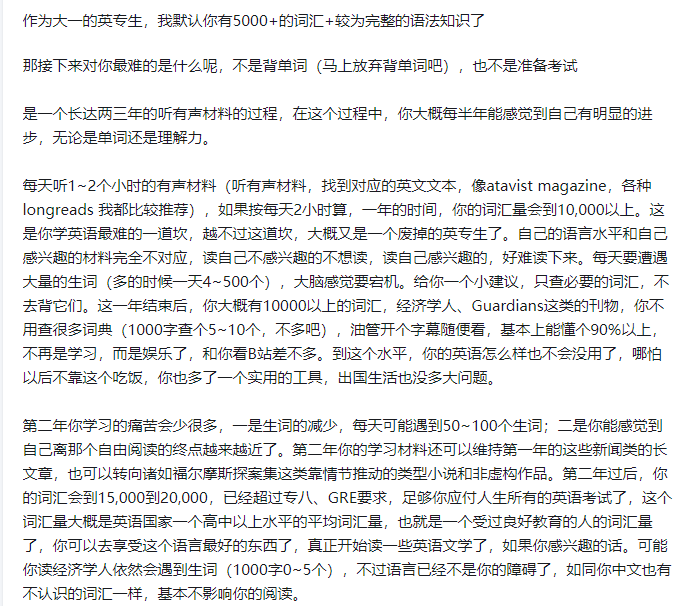 作为大一的英专生，我默认你有5000+的词汇+较为完整的语法知识了
那接下来对你最难的是什么呢，不是背单词（马上放弃背单词吧），也不是准备考试
是一个长达两三年的听有声材料的过程，在这个过程中，你大概每半年能感觉到自己有明显的进
步，无论是单词还是理解力。
每天听1~2个小时的有声材料（听有声材料，找到对应的英文文本，像atavist magazine，各种
longreads 我都比较推荐），如果按每天2小时算，一年的时间，你的词汇量会到10,000以上。这
是你学英语最难的一道坎，越不过这道坎，大概又是一个废掉的英专生了。自己的语言水平和自己
感兴趣的材料完全不对应，读自己不感兴趣的不想读，读自己感兴趣的，好难读下来。每天要遭遇
大量的生词（多的时候一天4~500个），大脑感觉要宕机。给你一个小建议，只查必要的词汇，不
去背它们。这一年结束后，你大概有10000以上的词汇，经济学人、Guardians这类的刊物，你不
用查很多词典（1000字查个5~10个，不多吧），油管开个字幕随便看，基本上能懂个90%以上，
不再是学习，而是娱乐了，和你看B站差不多。到这个水平，你的英语怎么样也不会没用了，哪怕
以后不靠这个吃饭，你也多了一个实用的工具，出国生活也没多大问题。
第二年你学习的痛苦会少很多，一是生词的减少，每天可能遇到50~100个生词；二是你能感觉到
自己离那个自由阅读的终点越来越近了。第二年你的学习材料还可以维持第一年的这些新闻类的长
文章，也可以转向诸如福尔摩斯探案集这类靠情节推动的类型小说和非虚构作品。第二年过后，你
的词汇会到15,000到20,000，已经超过专八、GRE要求，足够你应付人生所有的英语考试了，这个
词汇量大概是英语国家一个高中以上水平的平均词汇量，也就是一个受过良好教育的人的词汇量
了，你可以去享受这个语言最好的东西了，真正开始读一些英语文学了，如果你感兴趣的话。可能
你读经济学人依然会遇到生词（1000字0~5个），不过语言已经不是你的障碍了，如同你中文也有
不认识的词汇一样，基本不影响你的阅读。